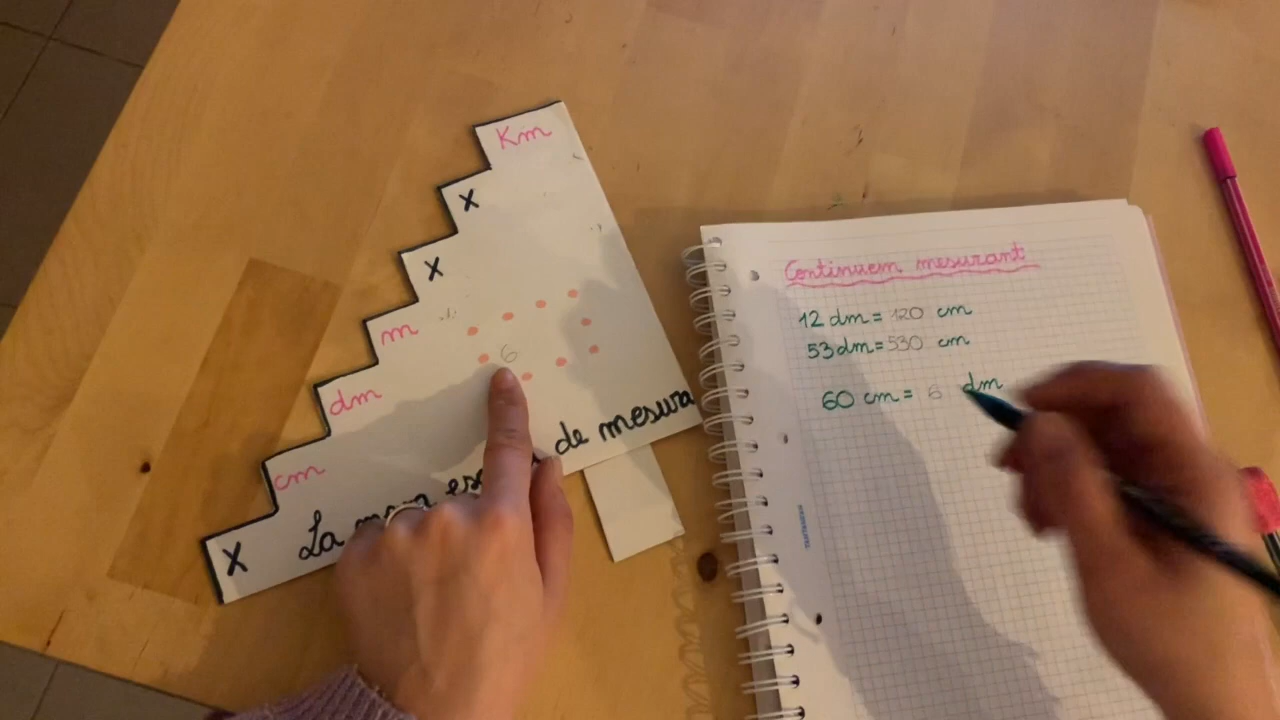 Km
X
X
m
dm
6
cm
X
La de mesura
Continuem mesurant
12 dm = 120 cm
53 dm = 530 cm
60 cm = 6 dm